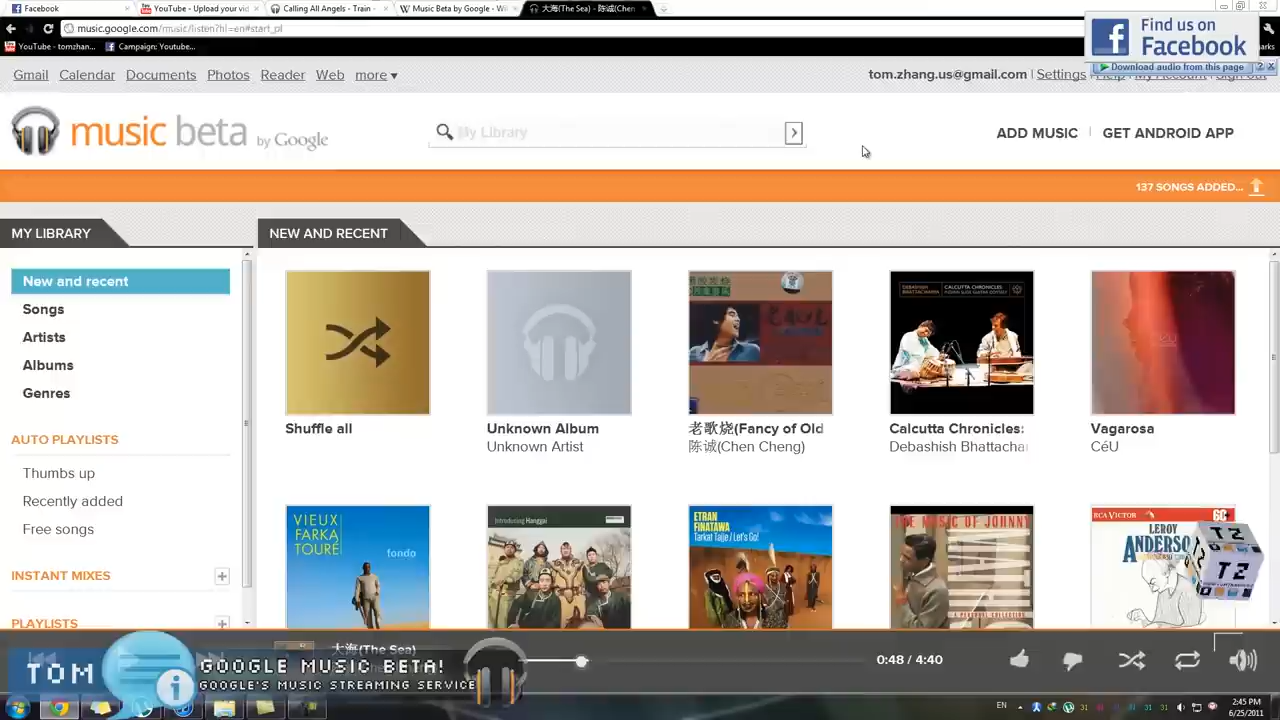 Facebook
YouTube - Upload your vid
Calling All Angels - Train -
Music Beta by Google - Wi
大海(The Sea) - 陈诚(Chen
music.google.com/music/listen?hl=en#start_pl
YouTube - tomzhan...
Campaign: Youtube...
Find us on
Facebook
Download audio from this page
Gmail Calendar Documents Photos Reader Web more
tom.zhang.us@gmail.com | Settings | Help
music beta by Google
My Library
ADD MUSIC
GET ANDROID APP
137 SONGS ADDED...
MY LIBRARY
NEW AND RECENT
New and recent
Songs
Artists
Albums
Genres
AUTO PLAYLISTS
Thumbs up
Recently added
Free songs
INSTANT MIXES
PLAYLISTS
Shuffle all
Unknown Album
Unknown Artist
老歌烧(Fancy of Old
陈诚(Chen Cheng)
DEBASHISH BHATTACHARYA
CALCUTTA CHRONICLES
Calcutta Chronicles:
Debashish Bhattachar
Vagarosa
CéU
VIEUX
FARKA
TOURÉ
fondo
Introducing Hanggai
ETRAN
FINATAWA
Tarkat Tajje / Let's Go!
THE MUSIC OF JOHNNY
RCA VICTOR
LEROY
ANDERSON
TZ
TZ
大海(The Sea)
0:48 / 4:40
TOM
GOOGLE MUSIC BETA!
GOOGLE'S MUSIC STREAMING SERVICE
EN
2:45 PM
6/25/2011